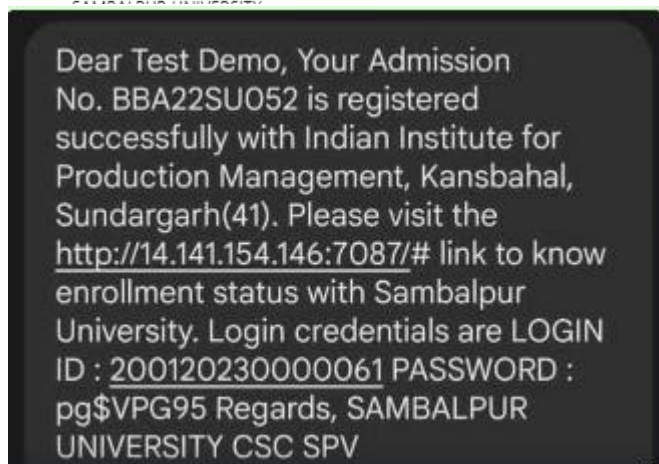 SAMBALPUR UNIVERSITY
Dear Test Demo, Your Admission
No. BBA22SU052 is registered
successfully with Indian Institute for
Production Management, Kansbahal,
Sundargarh(41). Please visit the
http://14.141.154.146:7087/# link to know
enrollment status with Sambalpur
University. Login credentials are LOGIN
ID : 200120230000061 PASSWORD :
pg$VPG95 Regards, SAMBALPUR
UNIVERSITY CSC SPV